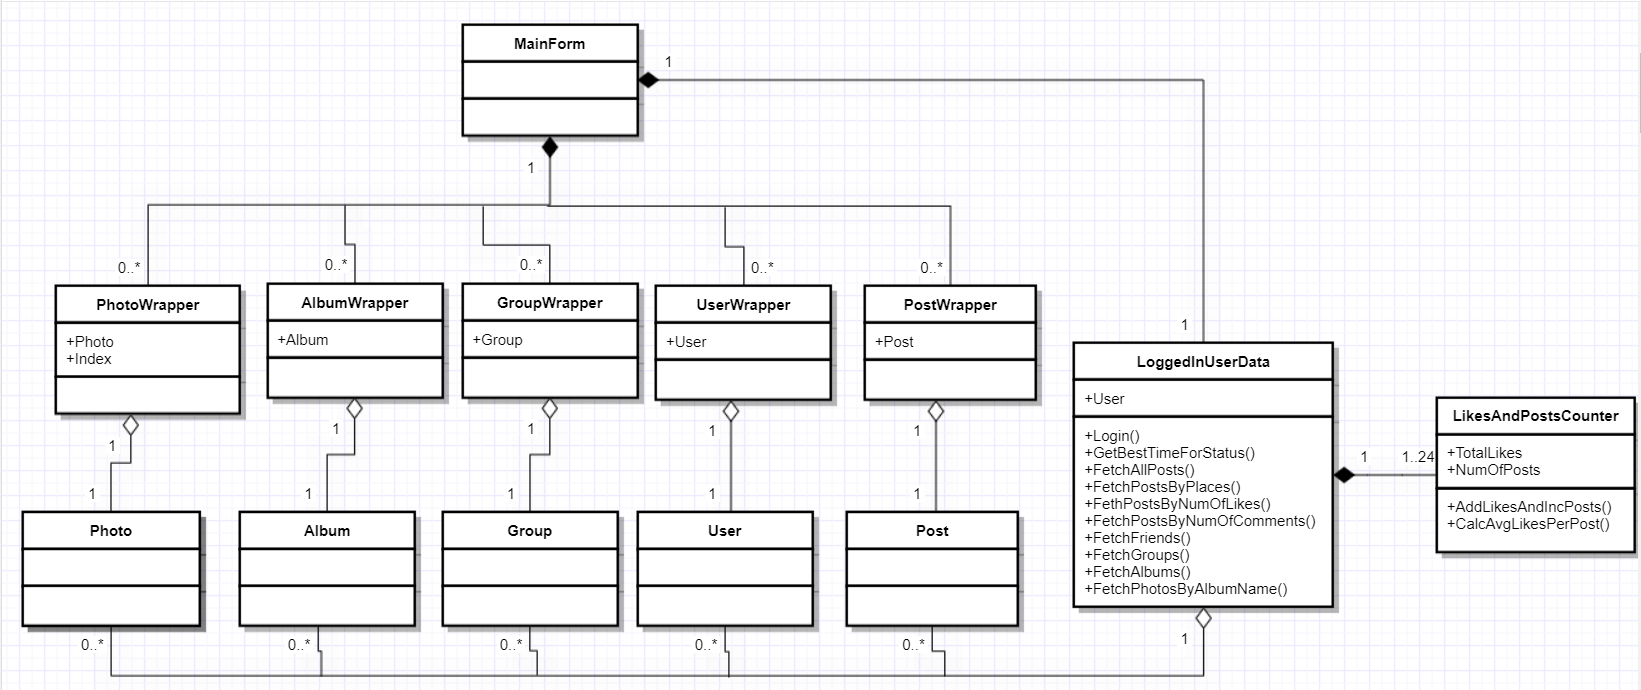 MainForm
1
1
0..*
0..*
0..*
0..*
0..*
PhotoWrapper
+Photo
+Index
AlbumWrapper
+Album
GroupWrapper
+Group
UserWrapper
+User
PostWrapper
+Post
1
LoggedInUserData
+User
+Login()
+GetBestTimeForStatus()
+FetchAllPosts()
+FetchPostsByPlaces()
+FethPostsByNumOfLikes()
+FetchPostsByNumOfComments()
+FetchFriends()
+FetchGroups()
+FetchAlbums()
+FetchPhotosByAlbumName()
1
1..24
LikesAndPostsCounter
+TotalLikes
+NumOfPosts
+AddLikesAndIncPosts()
+CalcAvgLikesPerPost()
1
1
1
1
1
1
1
1
1
1
Photo
Album
Group
User
Post
0..*
0..*
0..*
0..*
0..*
1